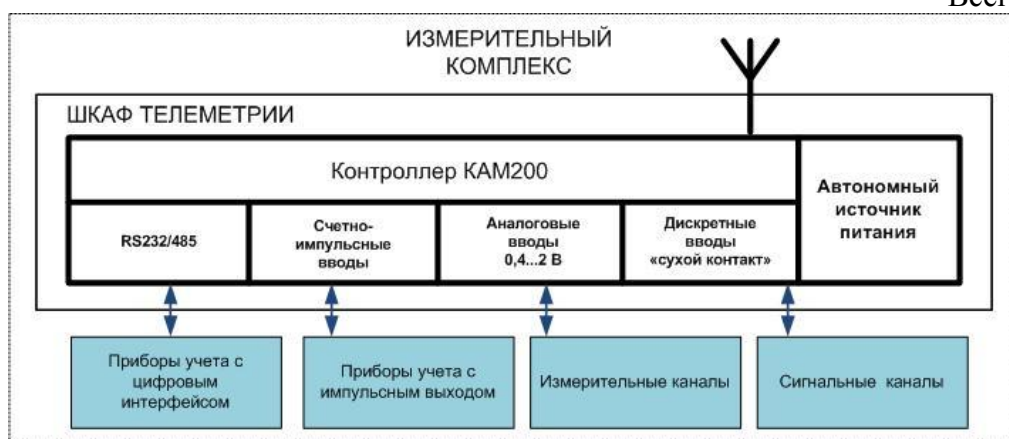 ИЗМЕРИТЕЛЬНЫЙ
КОМПЛЕКС
ШКАФ ТЕЛЕМЕТРИИ
Контроллер КАМ200
RS232/485
Счетно-
импульсные
вводы
Аналоговые
вводы
0,4...2 В
Дискретные
вводы
«сухой контакт»
Автономный
источник
питания
Приборы учета с
цифровым
интерфейсом
Приборы учета с
импульсным выходом
Измерительные каналы
Сигнальные каналы